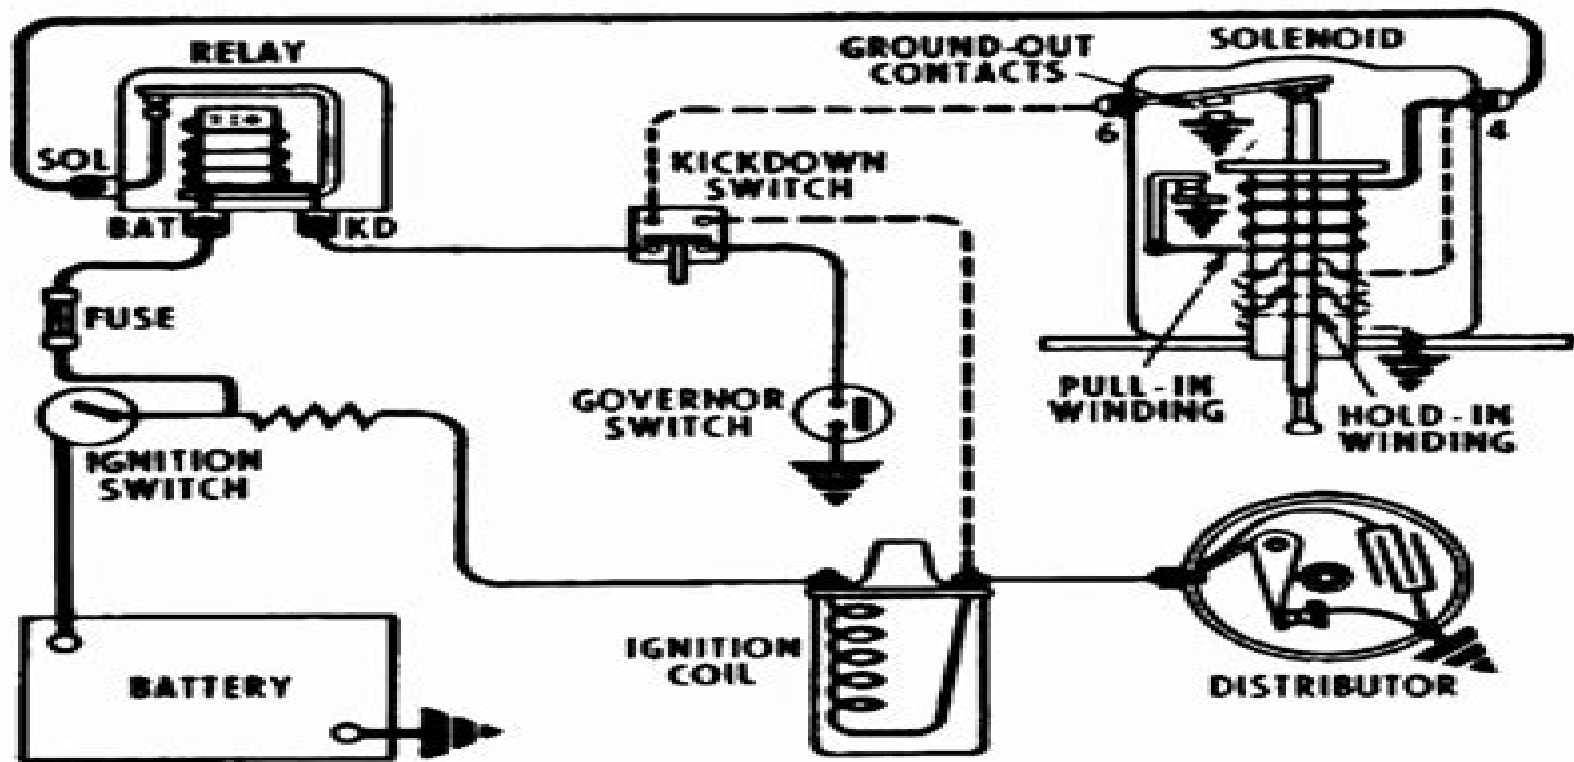 RELAY
GROUND-OUT
CONTACTS
SOLENOID
6
4
SOL
KICKDOWN
SWITCH
BAT
KD
FUSE
PULL-IN
WINDING
HOLD-IN
WINDING
GOVERNOR
SWITCH
IGNITION
SWITCH
IGNITION
COIL
BATTERY
DISTRIBUTOR